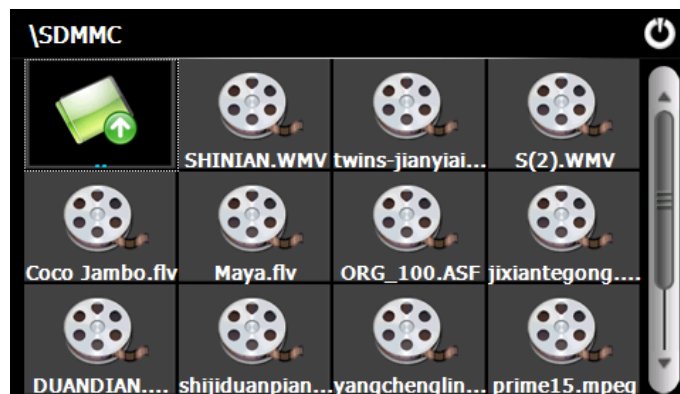 \SDMMC
..
SHINIAN.WMV
twins-jianyiai...
S(2).WMV
Coco Jambo.flv
Maya.flv
ORG_100.ASF
jixiantegong....
DUANDIAN....
shijiduanpian...
yangchenglin...
prime15.mpeg